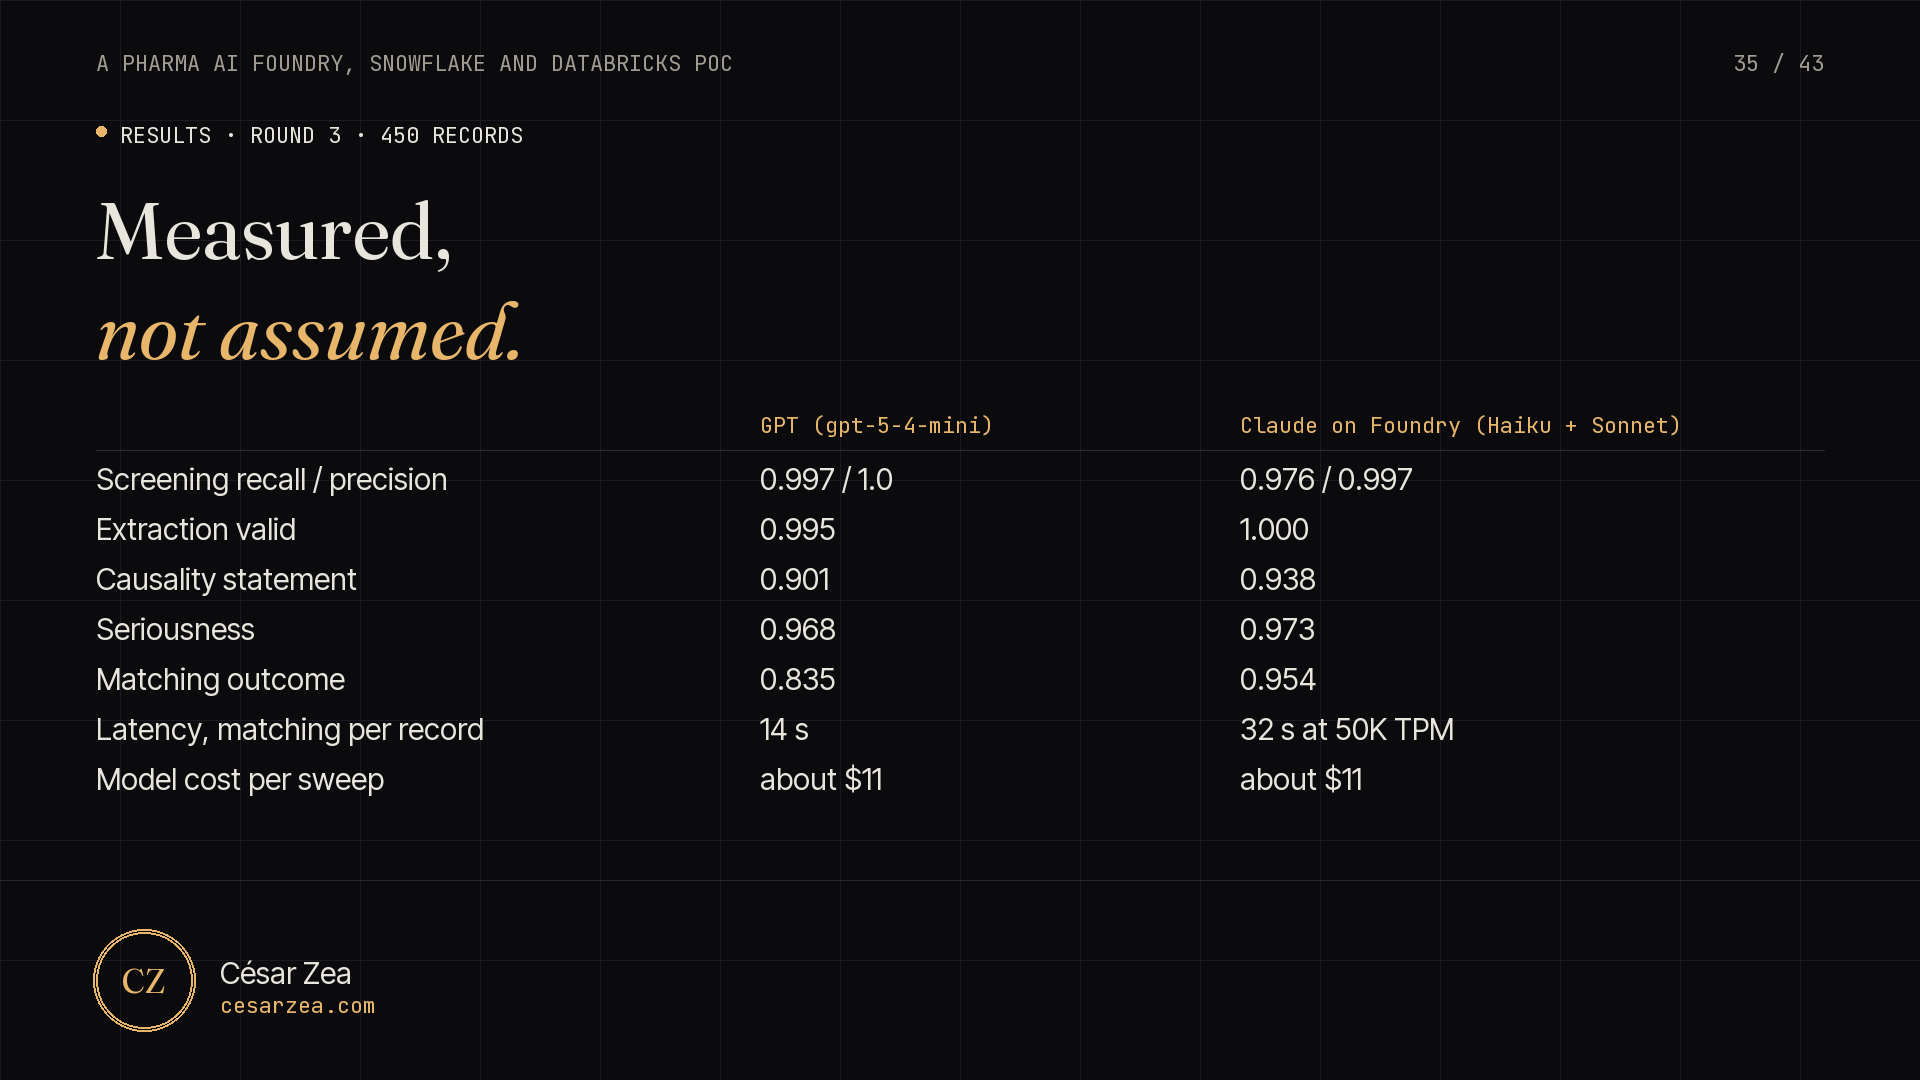 A PHARMA AI FOUNDRY, SNOWFLAKE AND DATABRICKS POC 35 / 43
RESULTS · ROUND 3 · 450 RECORDS
Measured,
not assumed.
GPT (gpt-5-4-mini) Claude on Foundry (Haiku + Sonnet)
Screening recall / precision 0.997 / 1.0 0.976 / 0.997
Extraction valid 0.995 1.000
Causality statement 0.901 0.938
Seriousness 0.968 0.973
Matching outcome 0.835 0.954
Latency, matching per record 14 s 32 s at 50K TPM
Model cost per sweep about $11 about $11
CZ
César Zea
cesarzea.com